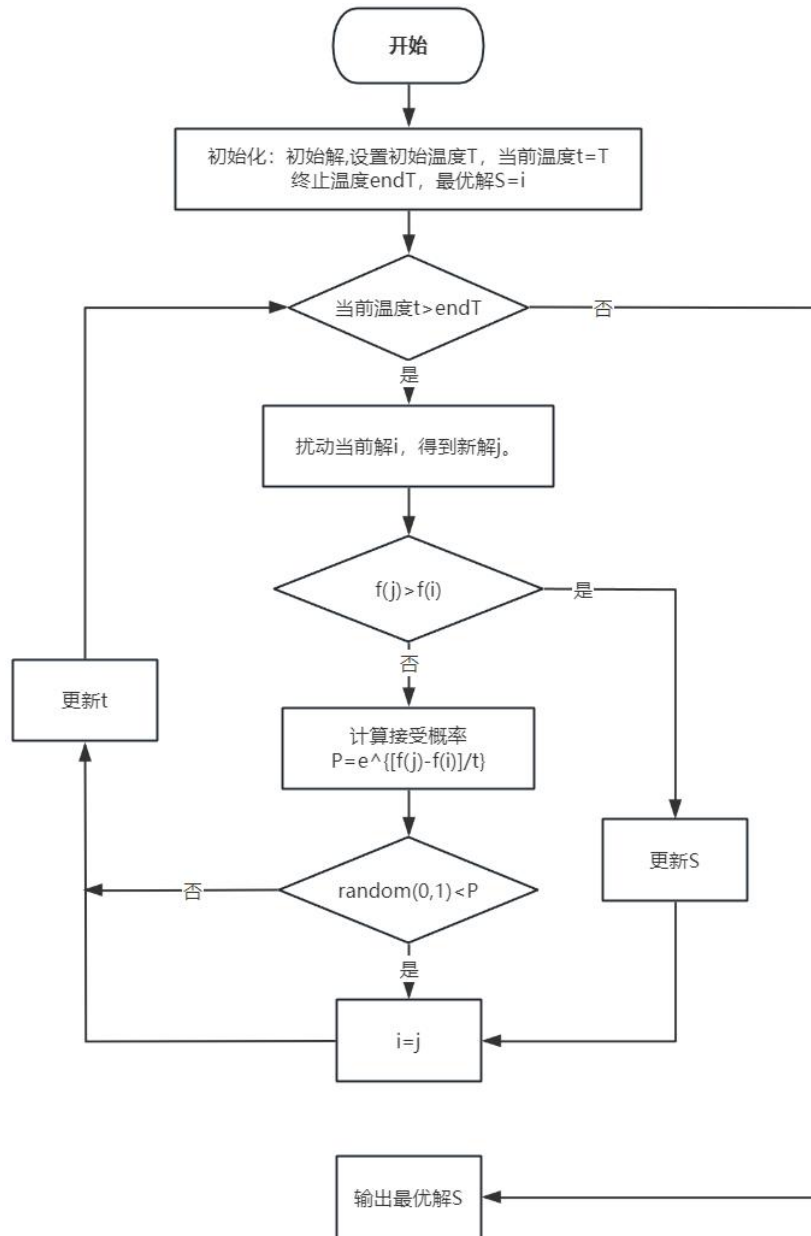 开始
初始化：初始解,设置初始温度T，当前温度t=T
终止温度endT，最优解S=i
当前温度t>endT
否
是
扰动当前解i，得到新解j。
f(j)>f(i)
是
否
更新t
计算接受概率
P=e^{[f(j)-f(i)]/t}
更新S
random(0,1)<P
否
是
i=j
输出最优解S